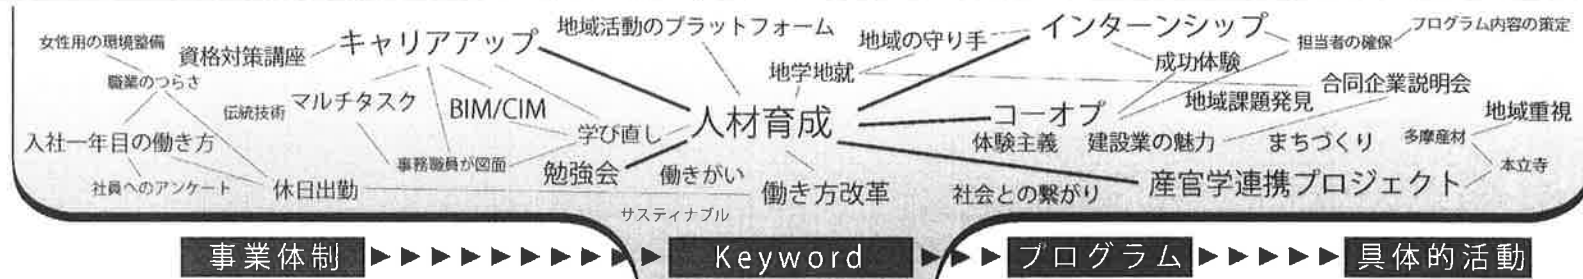 女性用の環境整備
資格対策講座
キャリアアップ
地域活動のプラットフォーム
地域の守り手
インターンシップ
担当者の確保
プログラム内容の策定
職業のつらさ
地学地就
成功体験
合同企業説明会
伝統技術
マルチタスク
BIM/CIM
学び直し
人材育成
コーオプ
地域課題発見
地域重視
入社一年目の働き方
事務職員が図面
勉強会
働きがい
体験主義
建設業の魅力
まちづくり
多摩産材
本立寺
社員へのアンケート
休日出勤
サスティナブル
働き方改革
社会との繋がり
産官学連携プロジェクト
事業体制 ▶▶▶▶▶▶▶▶▶▶ Keyword ▶▶▶ プログラム ▶▶▶▶▶ 具体的活動